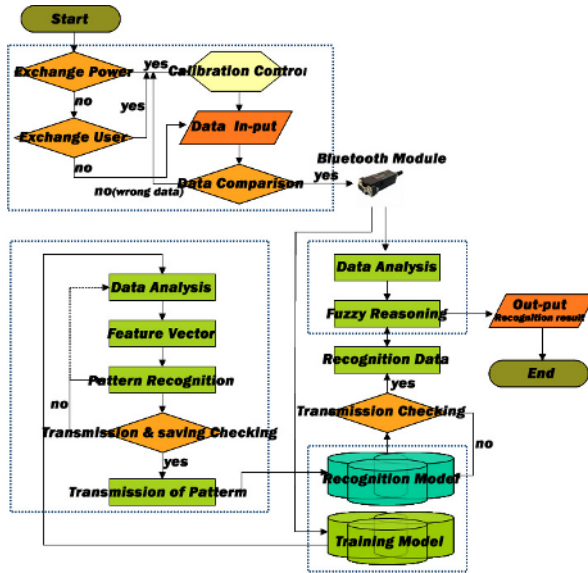 Start
Exchange Power
yes
Calibration Control
no
yes
Exchange User
Data In-put
no
Bluetooth Module
no(wrong data)
Data Comparison
yes
Data Analysis
Data Analysis
Feature Vector
Fuzzy Reasoning
Out-put
Recogaition result
Pattern Recognition
Recognition Data
End
yes
no
Transmission & saving Checking
Transmission Checking
no
yes
Transmission of Patterm
Recognition Model
Training Model